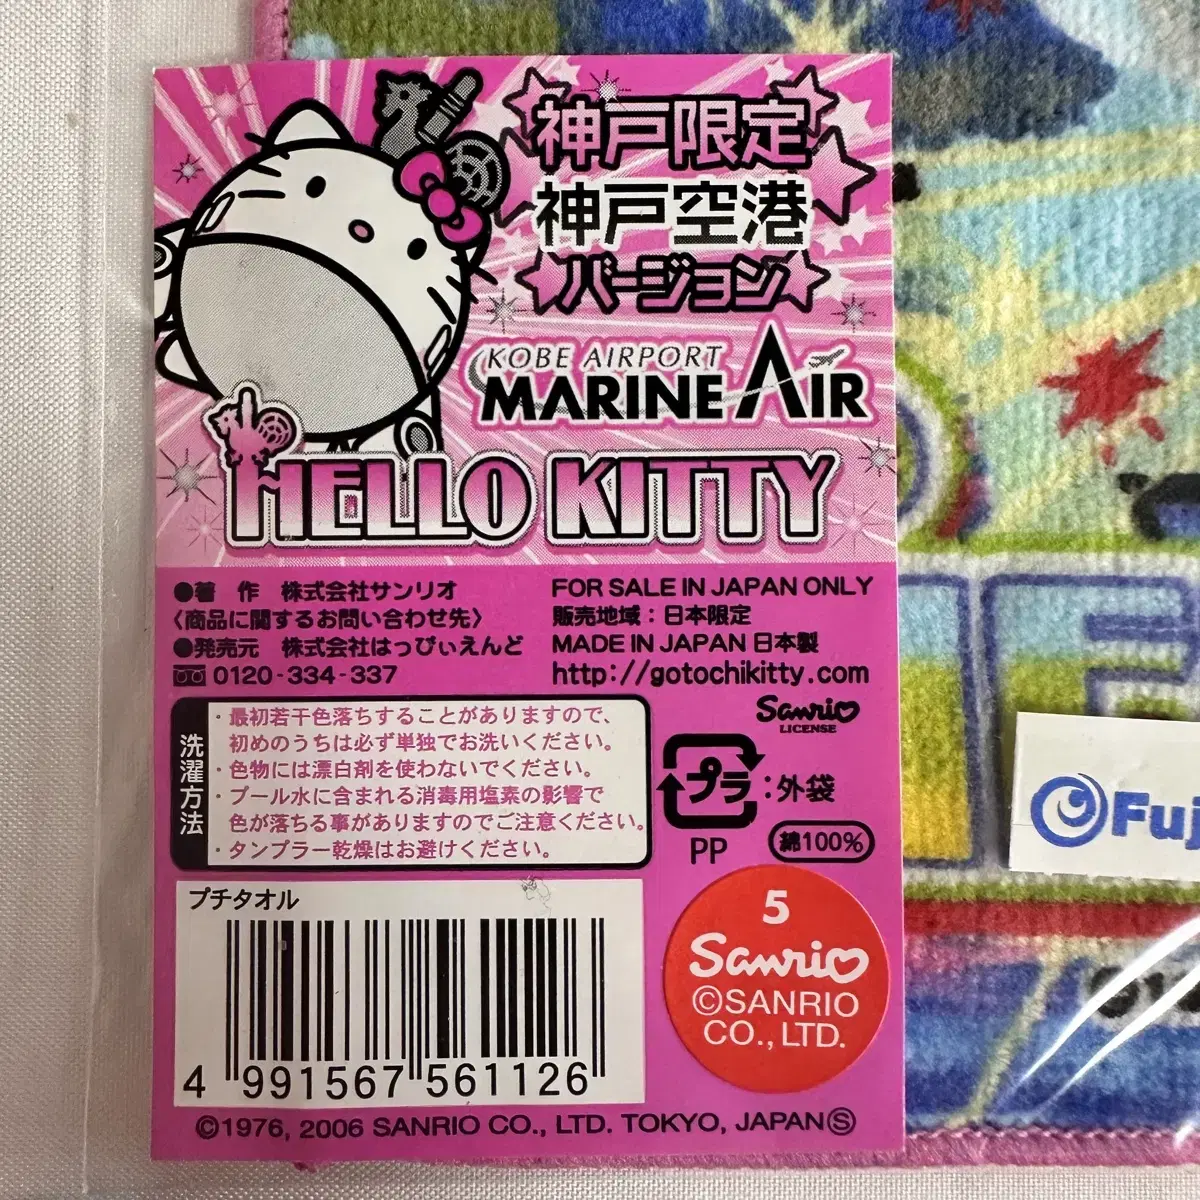 神戸限定
神戸空港
バージョン
KOBE AIRPORT
MARINE AIR
HELLO KITTY
●著 作 株式会社サンリオ
〈商品に関するお問い合わせ先〉
●発売元 株式会社はっぴぃえんど
0120-334-337
FOR SALE IN JAPAN ONLY
販売地域：日本限定
MADE IN JAPAN 日本製
http://gotochikitty.com
Sanrio
LICENSE
洗濯方法
・最初若干色落ちすることがありますので、
初めのうちは必ず単独でお洗いください。
・色物には漂白剤を使わないでください。
・プール水に含まれる消毒用塩素の影響で
色が落ちる事がありますのでご注意ください。
・タンブラー乾燥はお避けください。
プラ：外袋
PP
綿100%
プチタオル
4 991567 561126
5
Sanrio
©SANRIO
CO., LTD.
©1976, 2006 SANRIO CO., LTD. TOKYO, JAPAN Ⓢ
Fuj